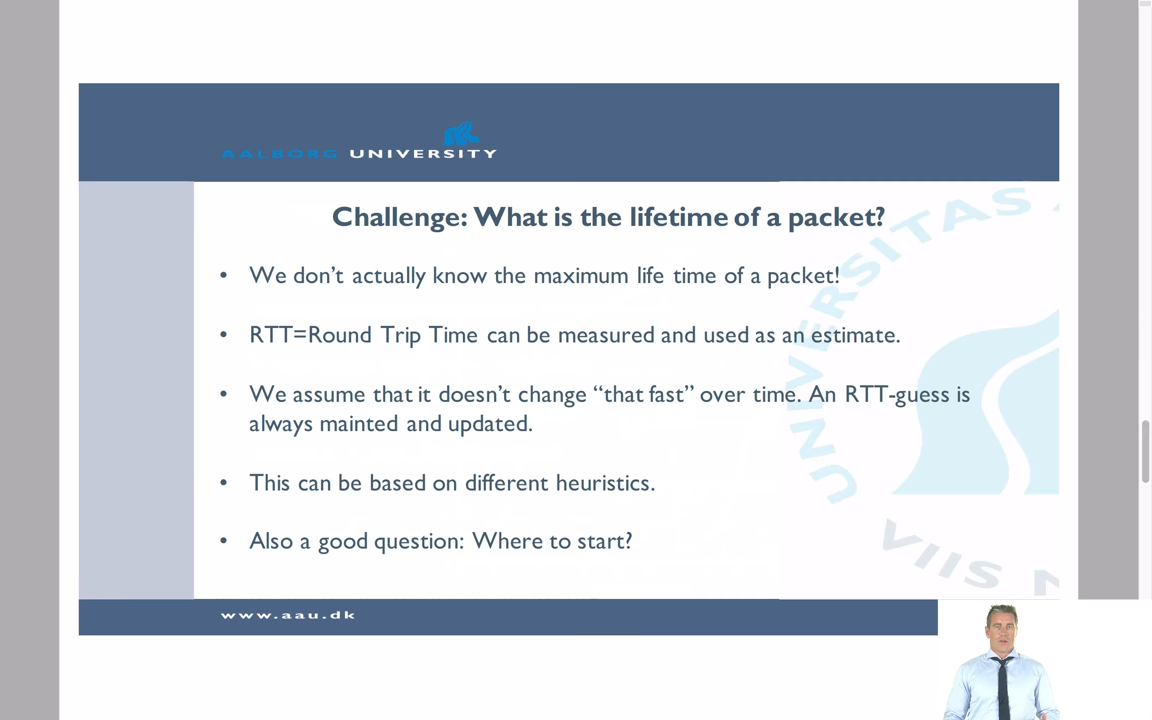 AALBORG UNIVERSITY
Challenge: What is the lifetime of a packet?
• We don’t actually know the maximum life time of a packet!
• RTT=Round Trip Time can be measured and used as an estimate.
• We assume that it doesn’t change “that fast” over time. An RTT-guess is
always mainted and updated.
• This can be based on different heuristics.
• Also a good question: Where to start?
UNIVERSITAS
VIIS
www.aau.dk